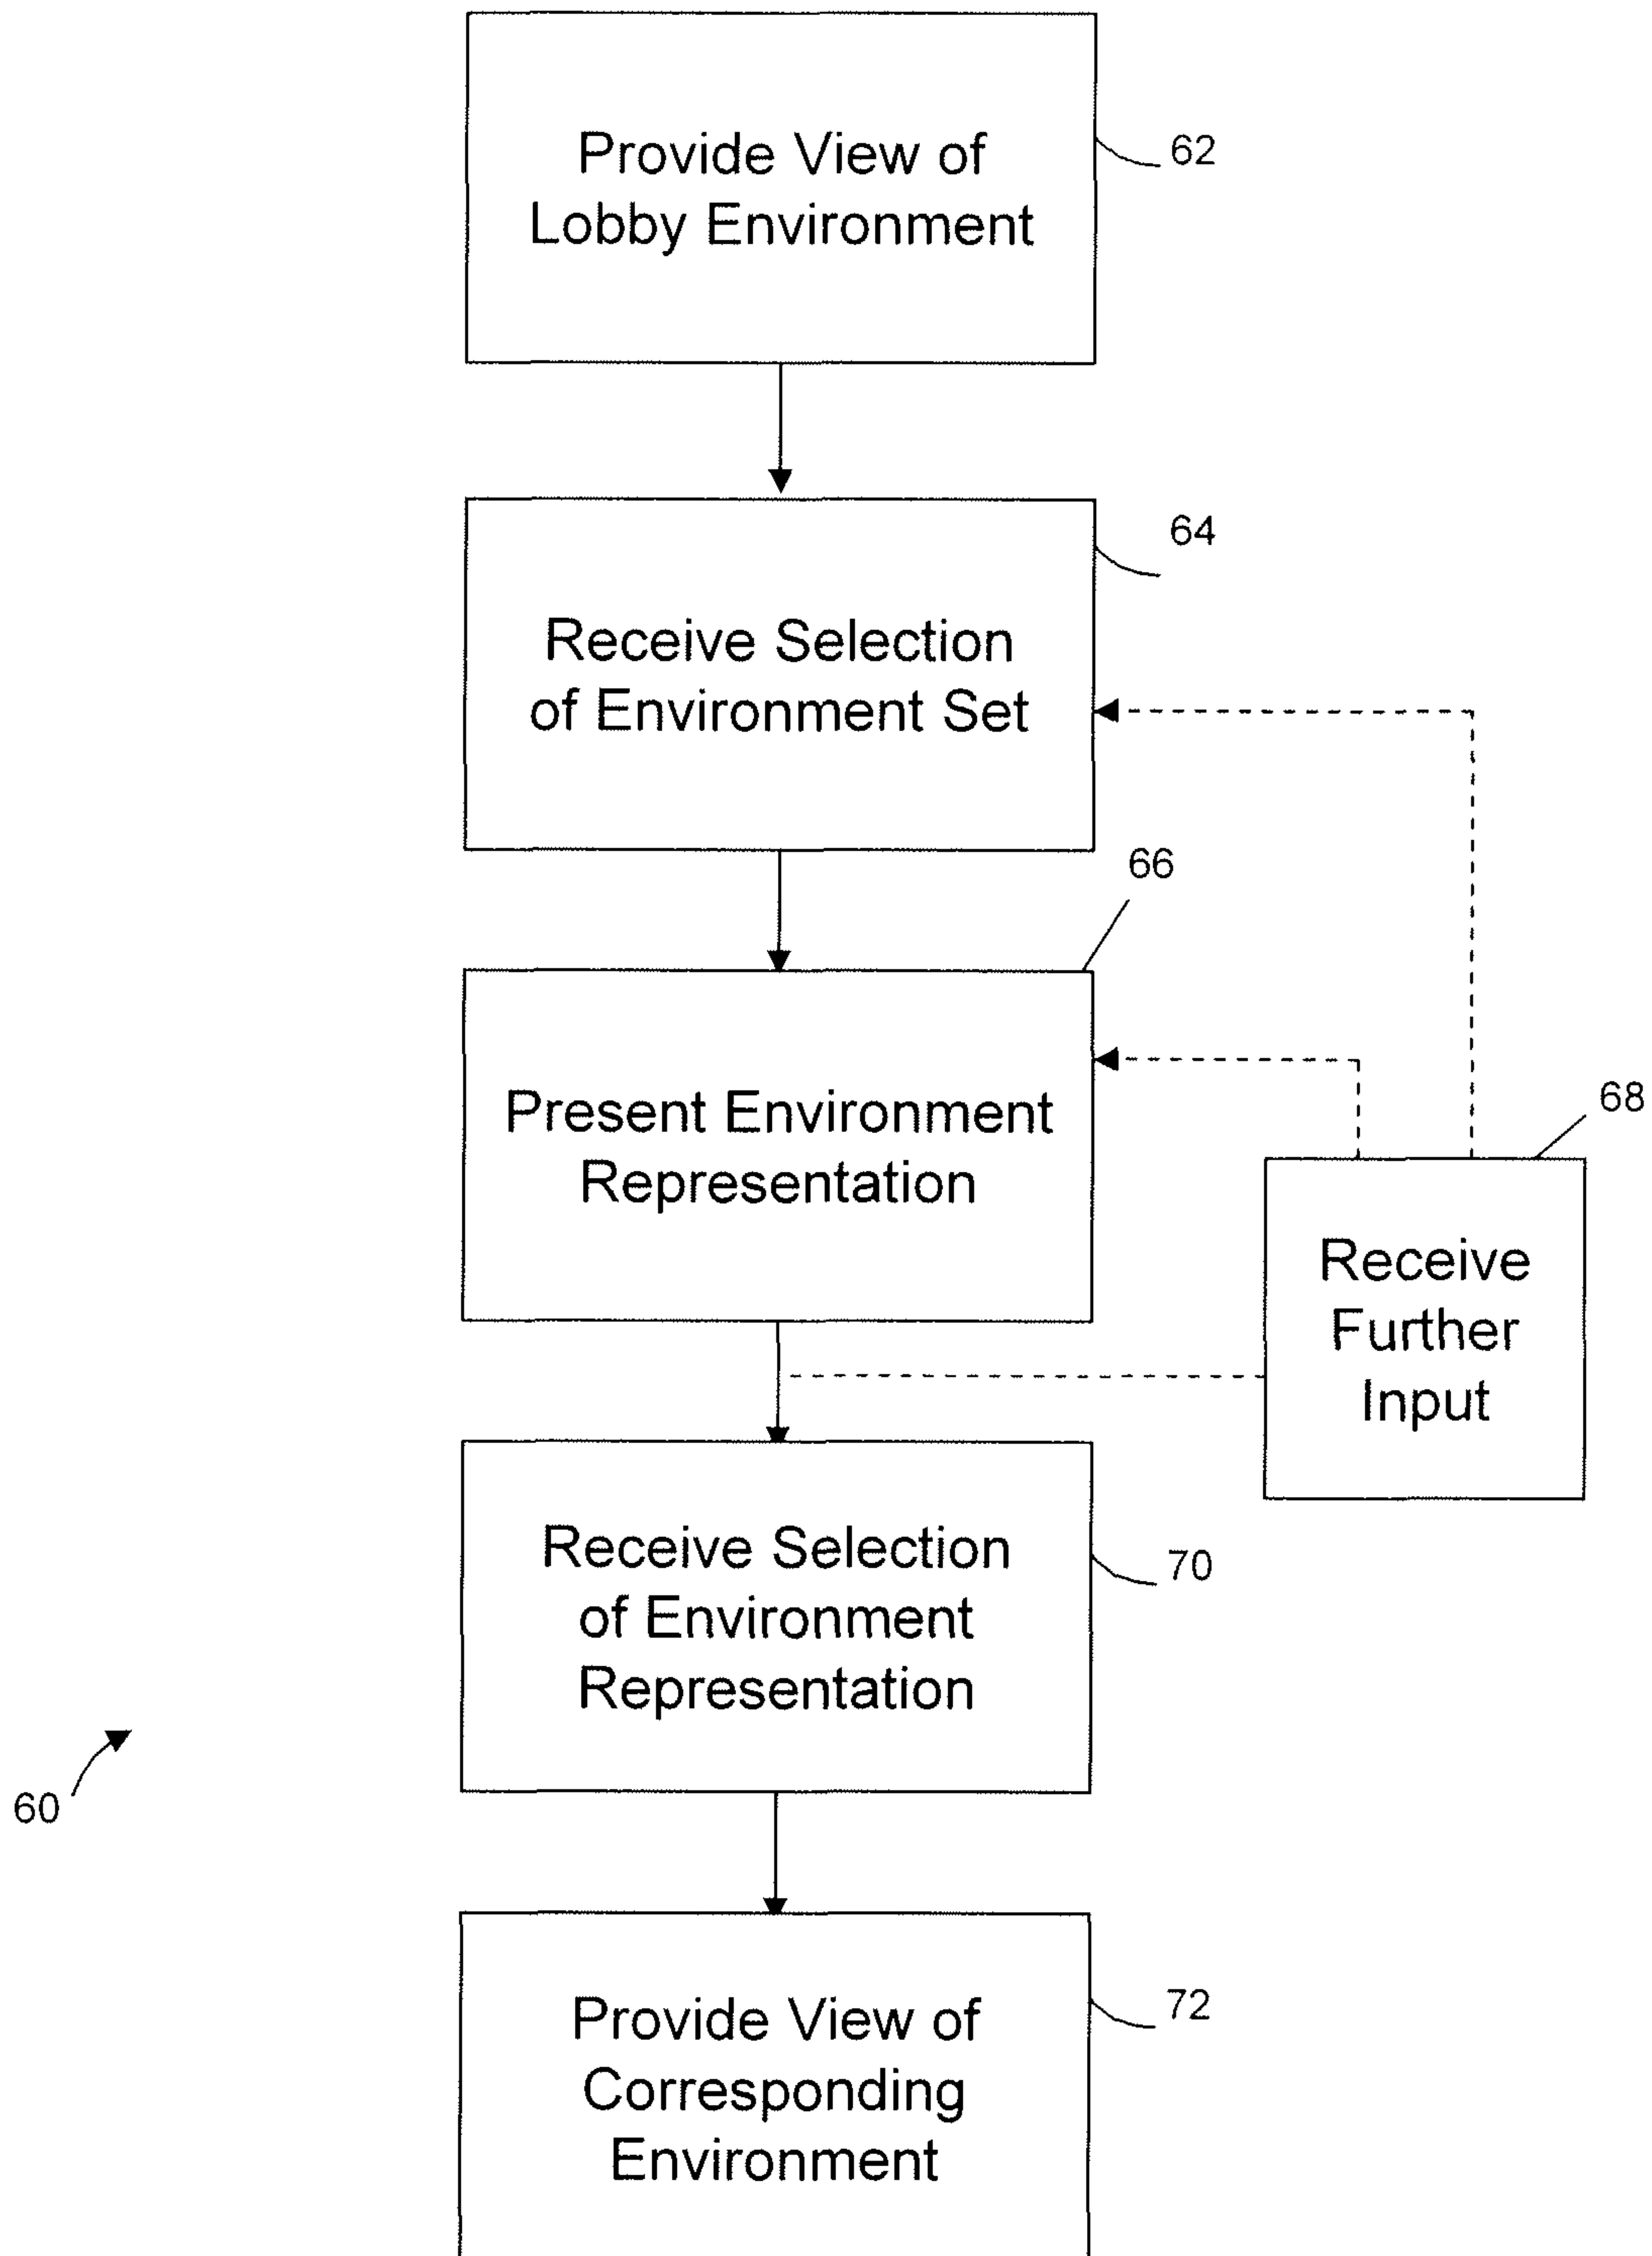 Provide View of
Lobby Environment
62
64
Receive Selection
of Environment Set
66
Present Environment
Representation
68
Receive
Further
Input
Receive Selection
of Environment
Representation
70
60
Provide View of
Corresponding
Environment
72